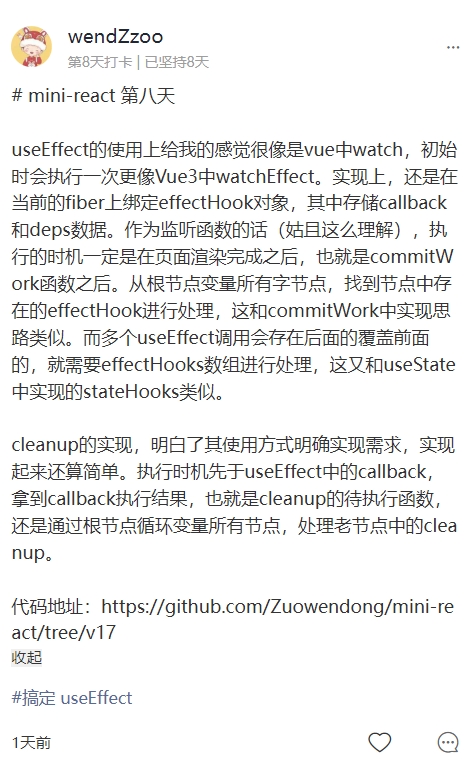 wendZzoo
第8天打卡 | 已坚持8天
# mini-react 第八天
useEffect的使用上给我的感觉很像是vue中watch，初始
时会执行一次更像Vue3中watchEffect。实现上，还是在
当前的fiber上绑定effectHook对象，其中存储callback
和deps数据。作为监听函数的话（姑且这么理解），执
行的时机一定是在页面渲染完成之后，也就是commitW
ork函数之后。从根节点变量所有字节点，找到节点中存
在的effectHook进行处理，这和commitWork中实现思
路类似。而多个useEffect调用会存在后面的覆盖前面
的，就需要effectHooks数组进行处理，这又和useState
中实现的stateHooks类似。
cleanup的实现，明白了其使用方式明确实现需求，实现
起来还算简单。执行时机先于useEffect中的callback，
拿到callback执行结果，也就是cleanup的待执行函数，
还是通过根节点循环变量所有节点，处理老节点中的clea
nup。
代码地址：https://github.com/Zuowendong/mini-re
act/tree/v17
收起
#搞定 useEffect
1天前